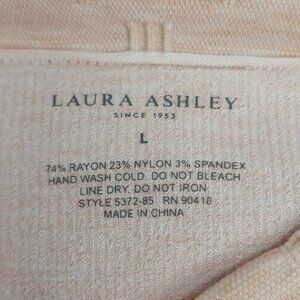 LAURA ASHLEY
SINCE 1953
L
74% RAYON 23% NYLON 3% SPANDEX
HAND WASH COLD. DO NOT BLEACH
LINE DRY. DO NOT IRON
STYLE 5372-85 RN 90410
MADE IN CHINA